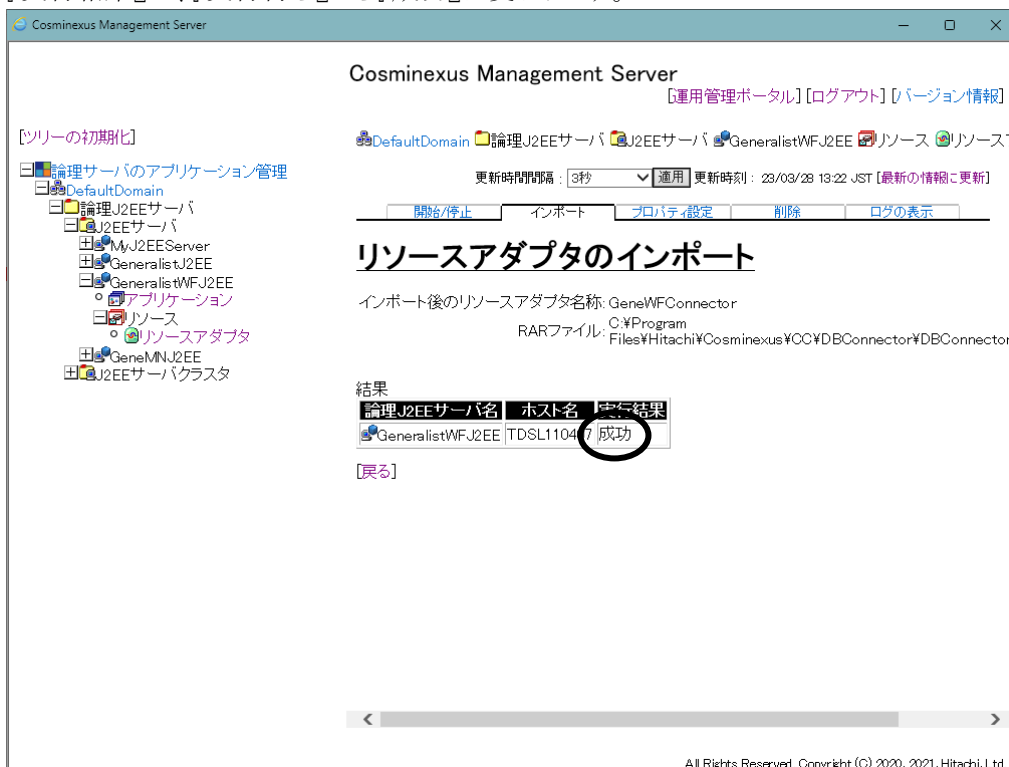 Cosminexus Management Server
Cosminexus Management Server
[運用管理ポータル] [ログアウト] [バージョン情報]
[ツリーの初期化]
論理サーバのアプリケーション管理
DefaultDomain
論理J2EEサーバ
J2EEサーバ
MyJ2EEServer
GeneralistJ2EE
GeneralistWFJ2EE
アプリケーション
リソース
リソースアダプタ
GeneMNJ2EE
J2EEサーバクラスタ
DefaultDomain 論理J2EEサーバ J2EEサーバ GeneralistWFJ2EE リソース リソースア
更新時間間隔 : 3秒 適用 更新時刻 : 23/03/28 13:22 JST [最新の情報に更新]
開始/停止 インポート プロパティ設定 削除 ログの表示
リソースアダプタのインポート
インポート後のリソースアダプタ名称: GeneWFConnector
RARファイル: C:¥Program
Files¥Hitachi¥Cosminexus¥CC¥DBConnector¥DBConnector
結果
論理J2EEサーバ名 ホスト名 実行結果
GeneralistWFJ2EE 成功
[戻る]
All Rights Reserved. Copyright (C) 2020, 2021, Hitachi, Ltd.